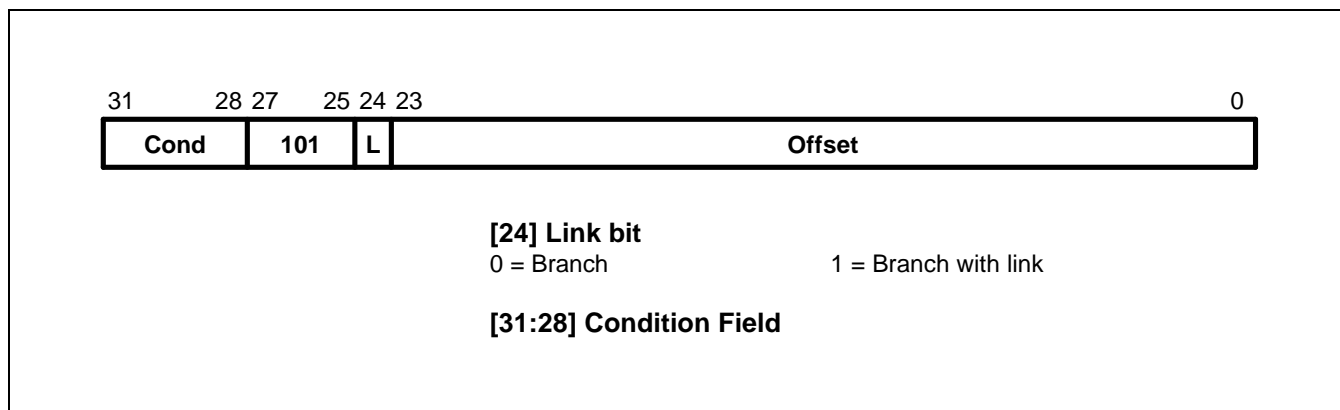 31 28 27 25 24 23 0
Cond 101 L Offset
[24] Link bit
0 = Branch 1 = Branch with link
[31:28] Condition Field